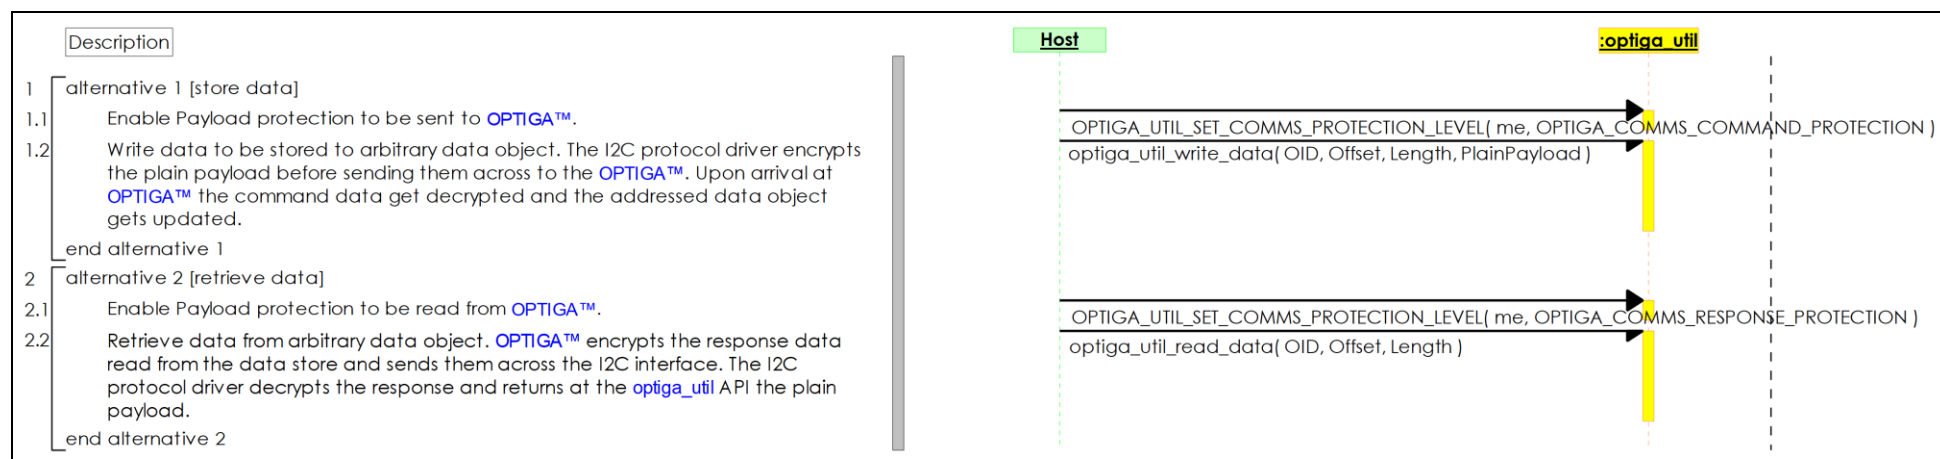 Description
Host
:optiga_util
1 alternative 1 [store data]
1.1 Enable Payload protection to be sent to OPTIGA™.
OPTIGA_UTIL_SET_COMMS_PROTECTION_LEVEL( me, OPTIGA_COMMS_COMMAND_PROTECTION )
1.2 Write data to be stored to arbitrary data object. The I2C protocol driver encrypts
the plain payload before sending them across to the OPTIGA™. Upon arrival at
OPTIGA™ the command data get decrypted and the addressed data object
gets updated.
optiga_util_write_data( OID, Offset, Length, PlainPayload )
end alternative 1
2 alternative 2 [retrieve data]
2.1 Enable Payload protection to be read from OPTIGA™.
OPTIGA_UTIL_SET_COMMS_PROTECTION_LEVEL( me, OPTIGA_COMMS_RESPONSE_PROTECTION )
2.2 Retrieve data from arbitrary data object. OPTIGA™ encrypts the response data
read from the data store and sends them across the I2C interface. The I2C
protocol driver decrypts the response and returns at the optiga_util API the plain
payload.
optiga_util_read_data( OID, Offset, Length )
end alternative 2